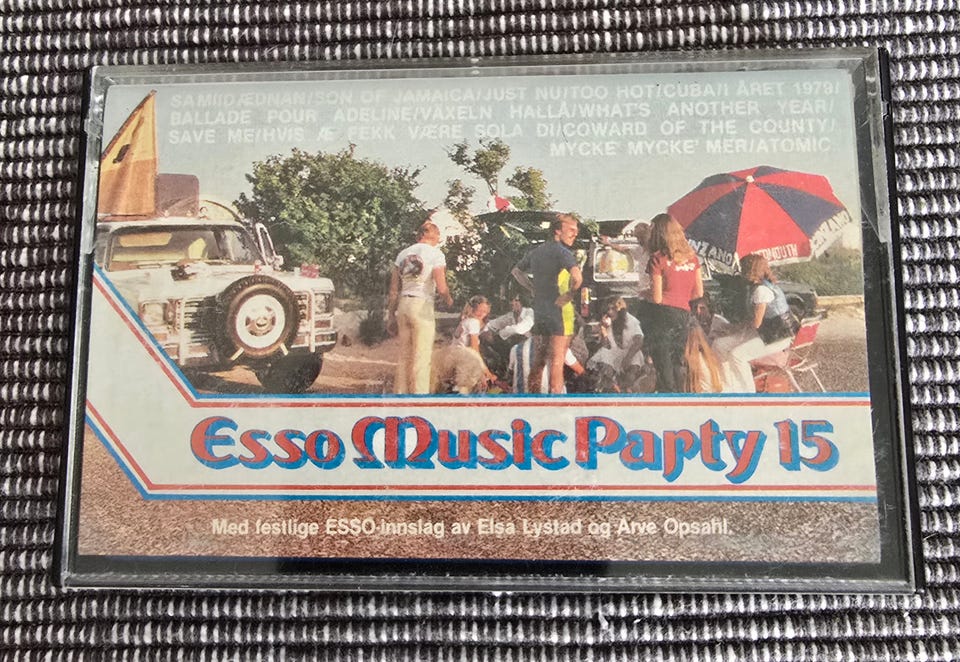 SAMIID ÆDNAN/SON OF JAMAICA/JUST NU/TOO HOT/CUBA/I ÅRET 1979/
BALLADE POUR ADELINE/VÄXELN HALLÅ/WHAT'S ANOTHER YEAR/
SAVE ME/HVIS Æ FEKK VÆRE SOLA DI/COWARD OF THE COUNTY/
MYCKE' MYCKE' MER/ATOMIC
Esso Music Party 15
Med festlige ESSO-innslag av Elsa Lystad og Arve Opsahl.